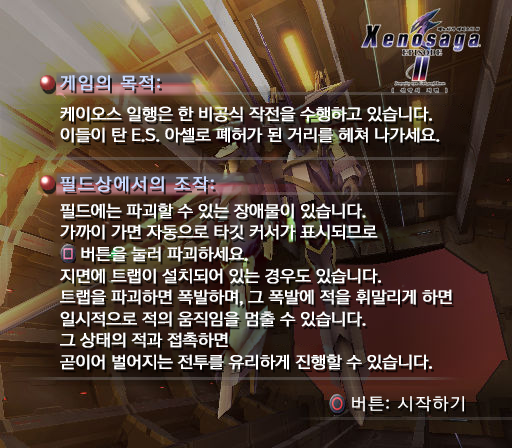 Xenosaga
EPISODE
II
게임의 목적:
케이오스 일행은 한 비공식 작전을 수행하고 있습니다.
이들이 탄 E.S. 아셀로 폐허가 된 거리를 헤쳐 나가세요.
필드상에서의 조작:
필드에는 파괴할 수 있는 장애물이 있습니다.
가까이 가면 자동으로 타깃 커서가 표시되므로
버튼을 눌러 파괴하세요.
지면에 트랩이 설치되어 있는 경우도 있습니다.
트랩을 파괴하면 폭발하며, 그 폭발에 적을 휘말리게 하면
일시적으로 적의 움직임을 멈출 수 있습니다.
그 상태의 적과 접촉하면
곧이어 벌어지는 전투를 유리하게 진행할 수 있습니다.
버튼: 시작하기